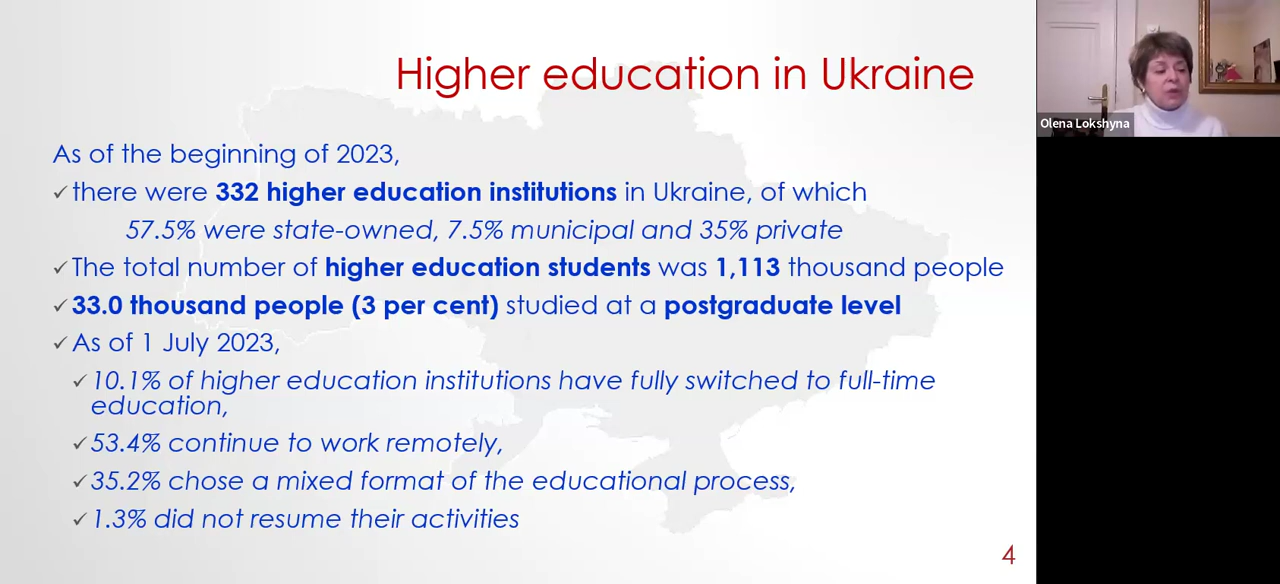 Higher education in Ukraine
As of the beginning of 2023,
✓there were 332 higher education institutions in Ukraine, of which
57.5% were state-owned, 7.5% municipal and 35% private
✓The total number of higher education students was 1,113 thousand people
✓33.0 thousand people (3 per cent) studied at a postgraduate level
✓As of 1 July 2023,
✓10.1% of higher education institutions have fully switched to full-time
education,
✓53.4% continue to work remotely,
✓35.2% chose a mixed format of the educational process,
✓1.3% did not resume their activities
4
Olena Lokshyna